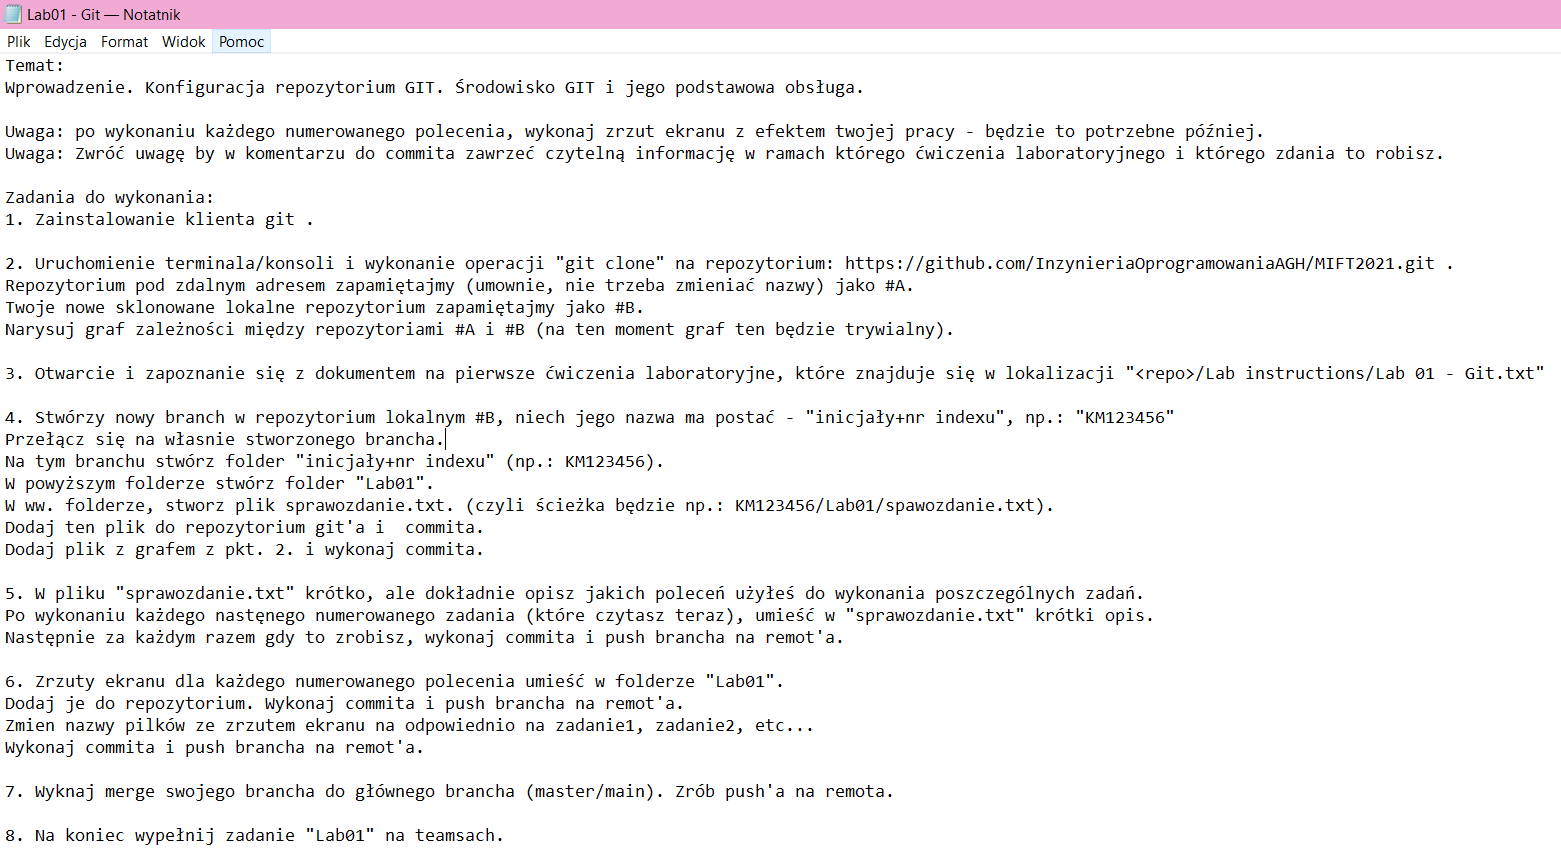 Lab01 - Git — Notatnik
Plik Edycja Format Widok Pomoc
Temat:
Wprowadzenie. Konfiguracja repozytorium GIT. Środowisko GIT i jego podstawowa obsługa.
Uwaga: po wykonaniu każdego numerowanego polecenia, wykonaj zrzut ekranu z efektem twojej pracy - będzie to potrzebne później.
Uwaga: Zwróć uwagę by w komentarzu do commita zawrzeć czytelną informację w ramach którego ćwiczenia laboratoryjnego i którego zdania to robisz.
Zadania do wykonania:
1. Zainstalowanie klienta git .
2. Uruchomienie terminala/konsoli i wykonanie operacji "git clone" na repozytorium: https://github.com/InzynieriaOprogramowaniaAGH/MIFT2021.git .
Repozytorium pod zdalnym adresem zapamiętajmy (umownie, nie trzeba zmieniać nazwy) jako #A.
Twoje nowe sklonowane lokalne repozytorium zapamiętajmy jako #B.
Narysuj graf zależności między repozytoriami #A i #B (na ten moment graf ten będzie trywialny).
3. Otwarcie i zapoznanie się z dokumentem na pierwsze ćwiczenia laboratoryjne, które znajduje się w lokalizacji "<repo>/Lab instructions/Lab 01 - Git.txt"
4. Stwórzy nowy branch w repozytorium lokalnym #B, niech jego nazwa ma postać - "inicjały+nr indexu", np.: "KM123456"
Przełącz się na własnie stworzonego brancha.
Na tym branchu stwórz folder "inicjały+nr indexu" (np.: KM123456).
W powyższym folderze stwórz folder "Lab01".
W ww. folderze, stworz plik sprawozdanie.txt. (czyli ścieżka będzie np.: KM123456/Lab01/spawozdanie.txt).
Dodaj ten plik do repozytorium git'a i  commita.
Dodaj plik z grafem z pkt. 2. i wykonaj commita.
5. W pliku "sprawozdanie.txt" krótko, ale dokładnie opisz jakich poleceń użyłeś do wykonania poszczególnych zadań.
Po wykonaniu każdego nastęnego numerowanego zadania (które czytasz teraz), umieść w "sprawozdanie.txt" krótki opis.
Następnie za każdym razem gdy to zrobisz, wykonaj commita i push brancha na remot'a.
6. Zrzuty ekranu dla każdego numerowanego polecenia umieść w folderze "Lab01".
Dodaj je do repozytorium. Wykonaj commita i push brancha na remot'a.
Zmien nazwy pilków ze zrzutem ekranu na odpowiednio na zadanie1, zadanie2, etc...
Wykonaj commita i push brancha na remot'a.
7. Wyknaj merge swojego brancha do głównego brancha (master/main). Zrób push'a na remota.
8. Na koniec wypełnij zadanie "Lab01" na teamsach.